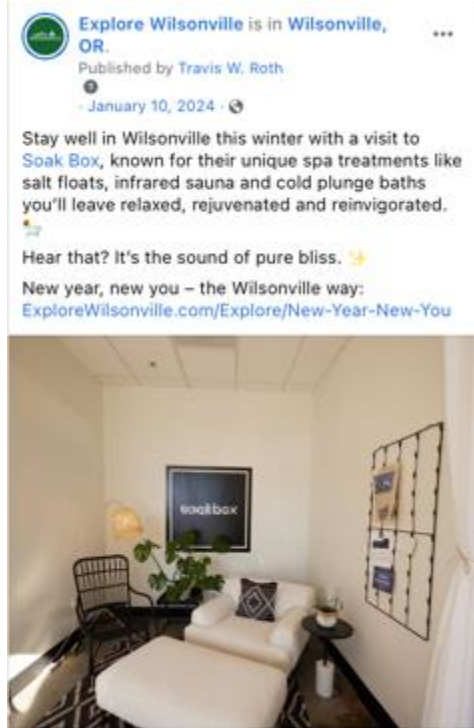 Explore Wilsonville is in Wilsonville,
OR.
Published by Travis W. Roth
· January 10, 2024 ·
Stay well in Wilsonville this winter with a visit to
Soak Box, known for their unique spa treatments like
salt floats, infrared sauna and cold plunge baths
you'll leave relaxed, rejuvenated and reinvigorated.
Hear that? It's the sound of pure bliss. ✨
New year, new you – the Wilsonville way:
ExploreWilsonville.com/Explore/New-Year-New-You
soakbox